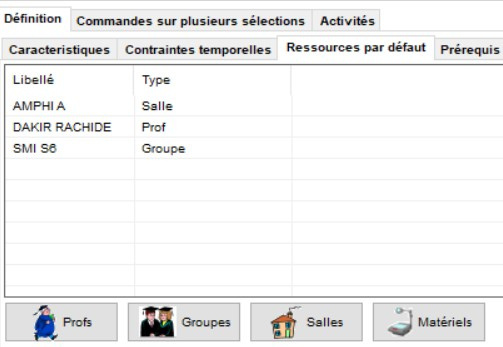 Définition Commandes sur plusieurs sélections Activités
Caracteristiques Contraintes temporelles Ressources par défaut Prérequis
Libellé Type
AMPHI A Salle
DAKIR RACHIDE Prof
SMI S6 Groupe
Profs Groupes Salles Matériels